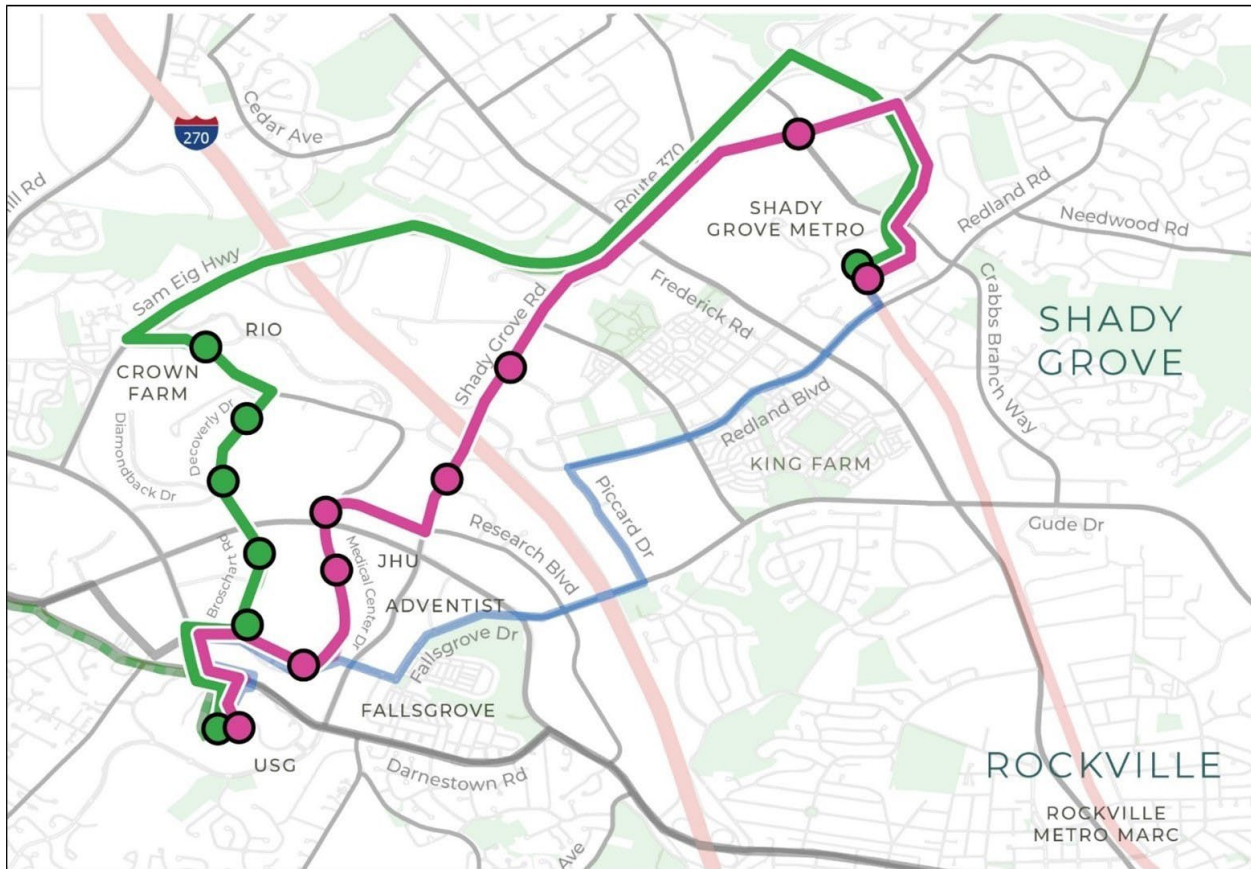 Cedar Ave
270
hill Rd
Route 370
Redland Rd
SHADY
GROVE METRO
Needwood Rd
Sam Eig Hwy
Frederick Rd
Crabbs Branch Way
SHADY
GROVE
RIO
CROWN
FARM
Shady Grove Rd
Decoverly Dr
Diamondback Dr
Redland Blvd
KING FARM
Piccard Dr
Gude Dr
Research Blvd
JHU
Medical Center Dr
Broschart Rd
ADVENTIST
Fallsgrove Dr
FALLSGROVE
USG
Darnestown Rd
ROCKVILLE
ROCKVILLE
METRO MARC
Ave